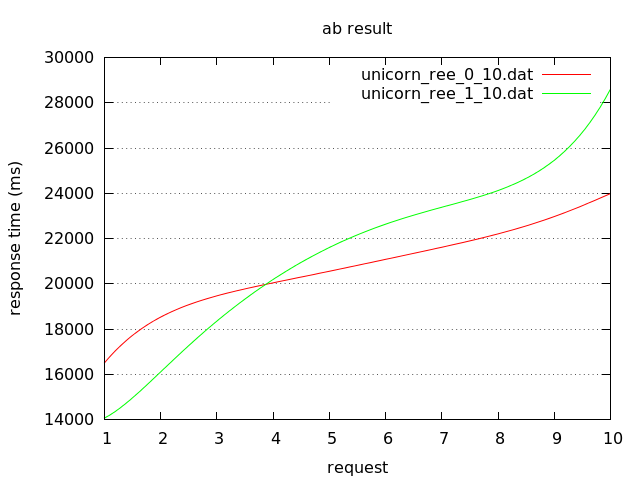 ab result
unicorn_ree_0_10.dat
unicorn_ree_1_10.dat
30000
28000
26000
24000
22000
20000
18000
16000
14000
response time (ms)
1 2 3 4 5 6 7 8 9 10
request